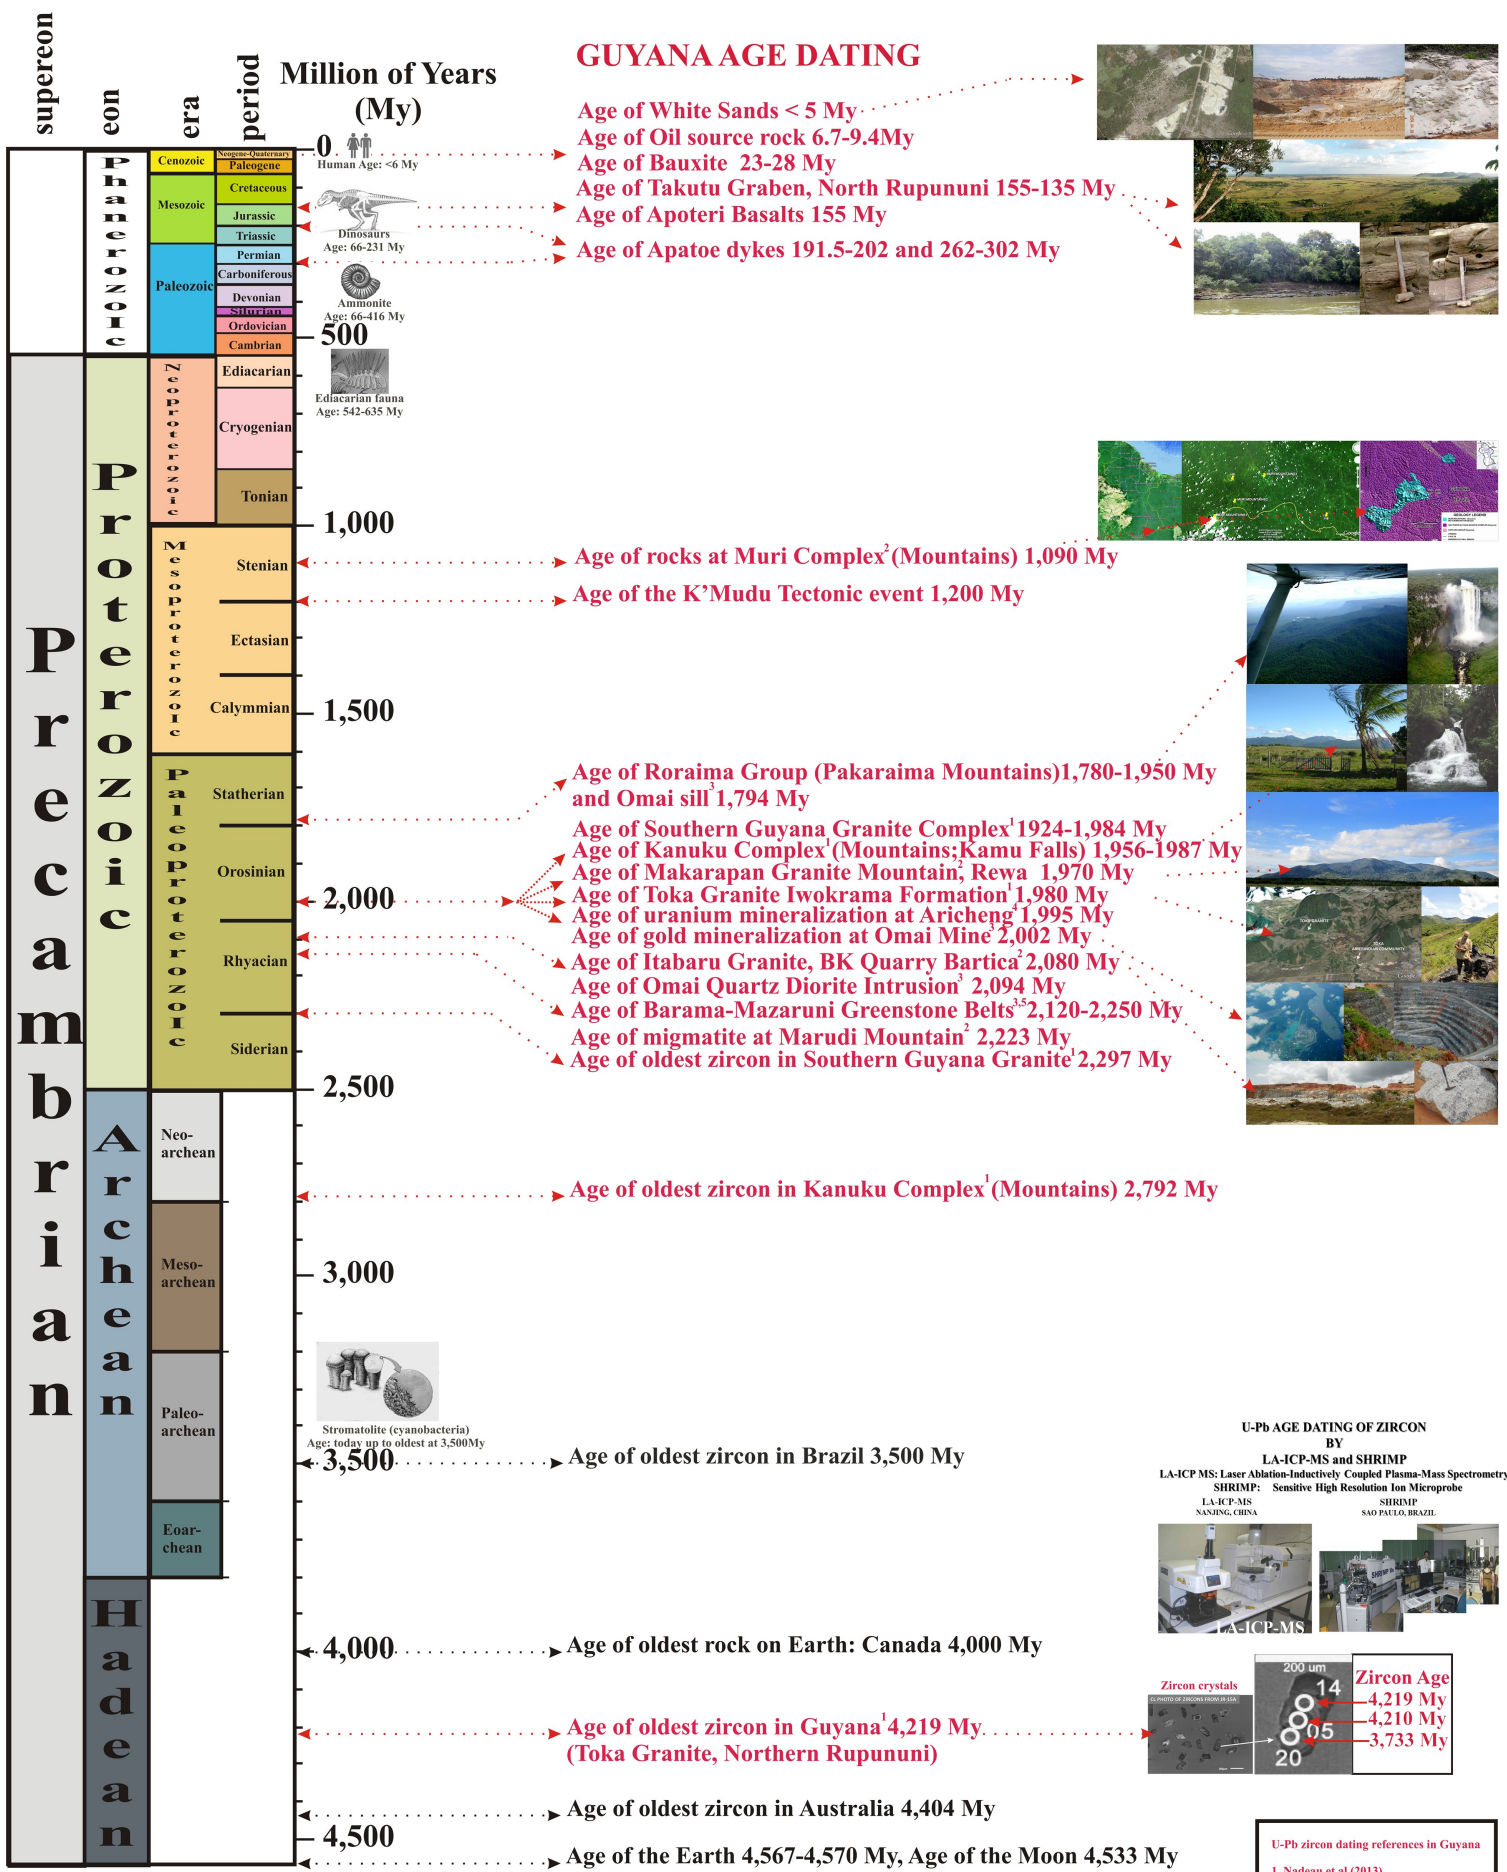 supereon
eon
era
period
Million of Years
(My)
GUYANA AGE DATING
Age of White Sands < 5 My
Age of Oil source rock 6.7-9.4My
Age of Bauxite 23-28 My
Age of Takutu Graben, North Rupununi 155-135 My
Age of Apoteri Basalts 155 My
Age of Apatoe dykes 191.5-202 and 262-302 My
Phanerozoic
Cenozoic
Mesozoic
Paleozoic
Neogene-Quaternary
Paleogene
Cretaceous
Jurassic
Triassic
Permian
Carboniferous
Devonian
Silurian
Ordovician
Cambrian
0
Human Age: <6 My
Dinosaurs
Age: 66-231 My
Ammonite
Age: 66-416 My
500
Ediacarian fauna
Age: 542-635 My
Precambrian
Proterozoic
Neoproterozoic
Ediacarian
Cryogenian
Tonian
1,000
Mesoproterozoic
Stenian
Ectasian
Calymmian
1,500
Age of rocks at Muri Complex² (Mountains) 1,090 My
GEOLOGY LEGEND
Age of the K’Mudu Tectonic event 1,200 My
Paleoproterozoic
Statherian
Orosinian
Rhyacian
Siderian
2,000
2,500
Age of Roraima Group (Pakaraima Mountains)1,780-1,950 My
and Omai sill³ 1,794 My
Age of Southern Guyana Granite Complex¹ 1924-1,984 My
Age of Kanuku Complex¹ (Mountains;Kamu Falls) 1,956-1987 My
Age of Makarapan Granite Mountain², Rewa 1,970 My
Age of Toka Granite Iwokrama Formation¹ 1,980 My
Age of uranium mineralization at Aricheng⁴ 1,995 My
Age of gold mineralization at Omai Mine³ 2,002 My
Age of Itabaru Granite, BK Quarry Bartica² 2,080 My
Age of Omai Quartz Diorite Intrusion³ 2,094 My
Age of Barama-Mazaruni Greenstone Belts³,⁵ 2,120-2,250 My
Age of migmatite at Marudi Mountain² 2,223 My
Age of oldest zircon in Southern Guyana Granite¹ 2,297 My
TOKA GRANITE
TOKA
AMERINDIAN COMMUNITY
Archean
Neo-
archean
Meso-
archean
Paleo-
archean
Eoar-
chean
Age of oldest zircon in Kanuku Complex¹ (Mountains) 2,792 My
3,000
Stromatolite (cyanobacteria)
Age: today up to oldest at 3,500My
3,500
Age of oldest zircon in Brazil 3,500 My
U-Pb AGE DATING OF ZIRCON
BY
LA-ICP-MS and SHRIMP
LA-ICP MS: Laser Ablation-Inductively Coupled Plasma-Mass Spectrometry
SHRIMP: Sensitive High Resolution Ion Microprobe
LA-ICP-MS
NANJING, CHINA
SHRIMP
SAO PAULO, BRAZIL
SHRIMP
LA-ICP-MS
Hadean
4,000
Age of oldest rock on Earth: Canada 4,000 My
Age of oldest zircon in Guyana¹ 4,219 My
(Toka Granite, Northern Rupununi)
Zircon crystals
CL PHOTO OF ZIRCONS FROM JR-15A
200 um
14
05
20
Zircon Age
4,219 My
4,210 My
3,733 My
Age of oldest zircon in Australia 4,404 My
4,500
Age of the Earth 4,567-4,570 My, Age of the Moon 4,533 My
U-Pb zircon dating references in Guyana
1. Nadeau et al (2013)